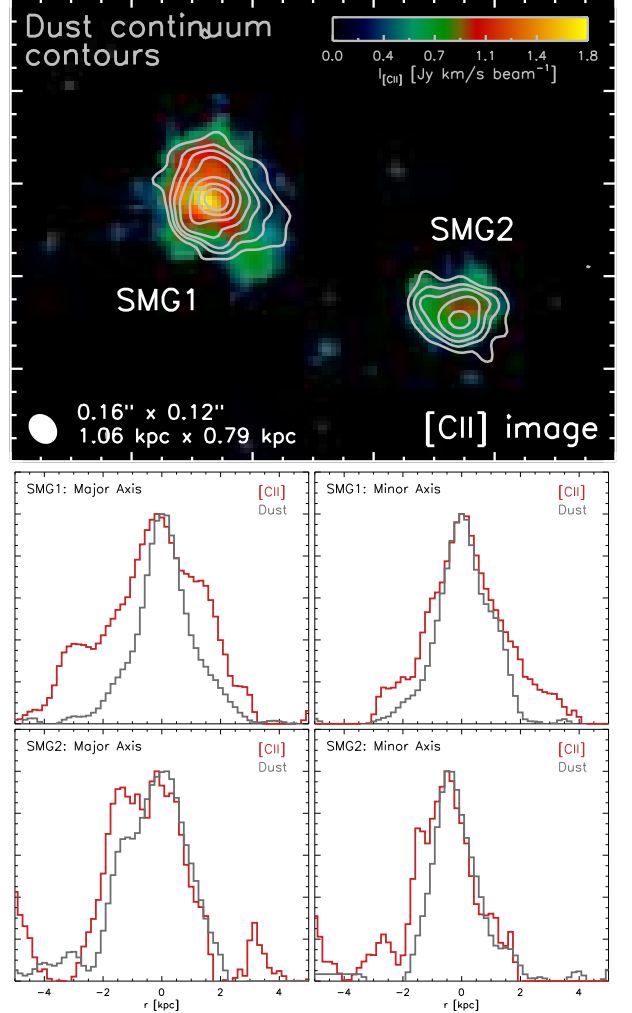 Dust continuum
contours
0.0 0.4 0.7 1.1 1.4 1.8
I[CII] [Jy km/s beam⁻¹]
SMG2
SMG1
0.16" x 0.12"
1.06 kpc x 0.79 kpc
[CII] image
SMG1: Major Axis
[CII]
Dust
SMG1: Minor Axis
[CII]
Dust
SMG2: Major Axis
[CII]
Dust
SMG2: Minor Axis
[CII]
Dust
−4 −2 0 2 4
r [kpc]
−4 −2 0 2 4
r [kpc]